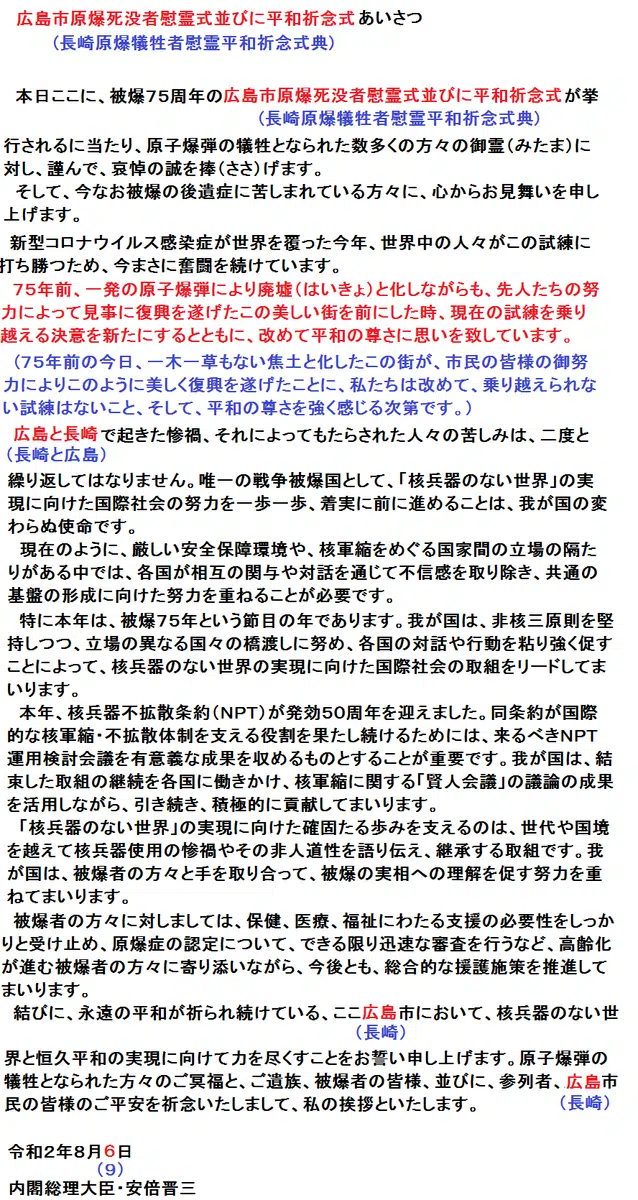 広島市原爆死没者慰霊式並びに平和祈念式あいさつ
(長崎原爆犠牲者慰霊平和祈念式典)
本日ここに、被爆75周年の広島市原爆死没者慰霊式並びに平和祈念式が挙
(長崎原爆犠牲者慰霊平和祈念式典)
行されるに当たり、原子爆弾の犠牲となられた数多くの方々の御霊(みたま)に
対し、謹んで、哀悼の誠を捧(ささ)げます。
そして、今なお被爆の後遺症に苦しまれている方々に、心からお見舞いを申し
上げます。
新型コロナウイルス感染症が世界を覆った今年、世界中の人々がこの試練に
打ち勝つため、今まさに奮闘を続けています。
75年前、一発の原子爆弾により廃墟(はいきょ)と化しながらも、先人たちの努
力によって見事に復興を遂げたこの美しい街を前にした時、現在の試練を乗り
越える決意を新たにするとともに、改めて平和の尊さに思いを致しています。
(75年前の今日、一木一草もない焦土と化したこの街が、市民の皆様の御努
力によりこのように美しく復興を遂げたことに、私たちは改めて、乗り越えられな
い試練はないこと、そして、平和の尊さを強く感じる次第です。)
広島と長崎で起きた惨禍、それによってもたらされた人々の苦しみは、二度と
(長崎と広島)
繰り返してはなりません。唯一の戦争被爆国として、「核兵器のない世界」の実
現に向けた国際社会の努力を一歩一歩、着実に前に進めることは、我が国の変
わらぬ使命です。
現在のように、厳しい安全保障環境や、核軍縮をめぐる国家間の立場の隔た
りがある中では、各国が相互の関与や対話を通じて不信感を取り除き、共通の
基盤の形成に向けた努力を重ねることが必要です。
特に本年は、被爆75年という節目の年であります。我が国は、非核三原則を堅
持しつつ、立場の異なる国々の橋渡しに努め、各国の対話や行動を粘り強く促す
ことによって、核兵器のない世界の実現に向けた国際社会の取組をリードしてま
いります。
本年、核兵器不拡散条約(NPT)が発効50周年を迎えました。同条約が国際
的な核軍縮・不拡散体制を支える役割を果たし続けるためには、来るべきNPT
運用検討会議を有意義な成果を収めるものとすることが重要です。我が国は、結
束した取組の継続を各国に働きかけ、核軍縮に関する「賢人会議」の議論の成果
を活用しながら、引き続き、積極的に貢献してまいります。
「核兵器のない世界」の実現に向けた確固たる歩みを支えるのは、世代や国境
を越えて核兵器使用の惨禍やその非人道性を語り伝え、継承する取組です。我
が国は、被爆者の方々と手を取り合って、被爆の実相への理解を促す努力を重
ねてまいります。
被爆者の方々に対しましては、保健、医療、福祉にわたる支援の必要性をしっか
りと受け止め、原爆症の認定について、できる限り迅速な審査を行うなど、高齢化
が進む被爆者の方々に寄り添いながら、今後とも、総合的な援護施策を推進して
まいります。
結びに、永遠の平和が祈られ続けている、ここ広島市において、核兵器のない世
(長崎)
界と恒久平和の実現に向けて力を尽くすことをお誓い申し上げます。原子爆弾の
犠牲となられた方々のご冥福と、ご遺族、被爆者の皆様、並びに、参列者、広島市
民の皆様のご平安を祈念いたしまして、私の挨拶といたします。
(長崎)
令和2年8月6日
(9)
内閣総理大臣・安倍晋三